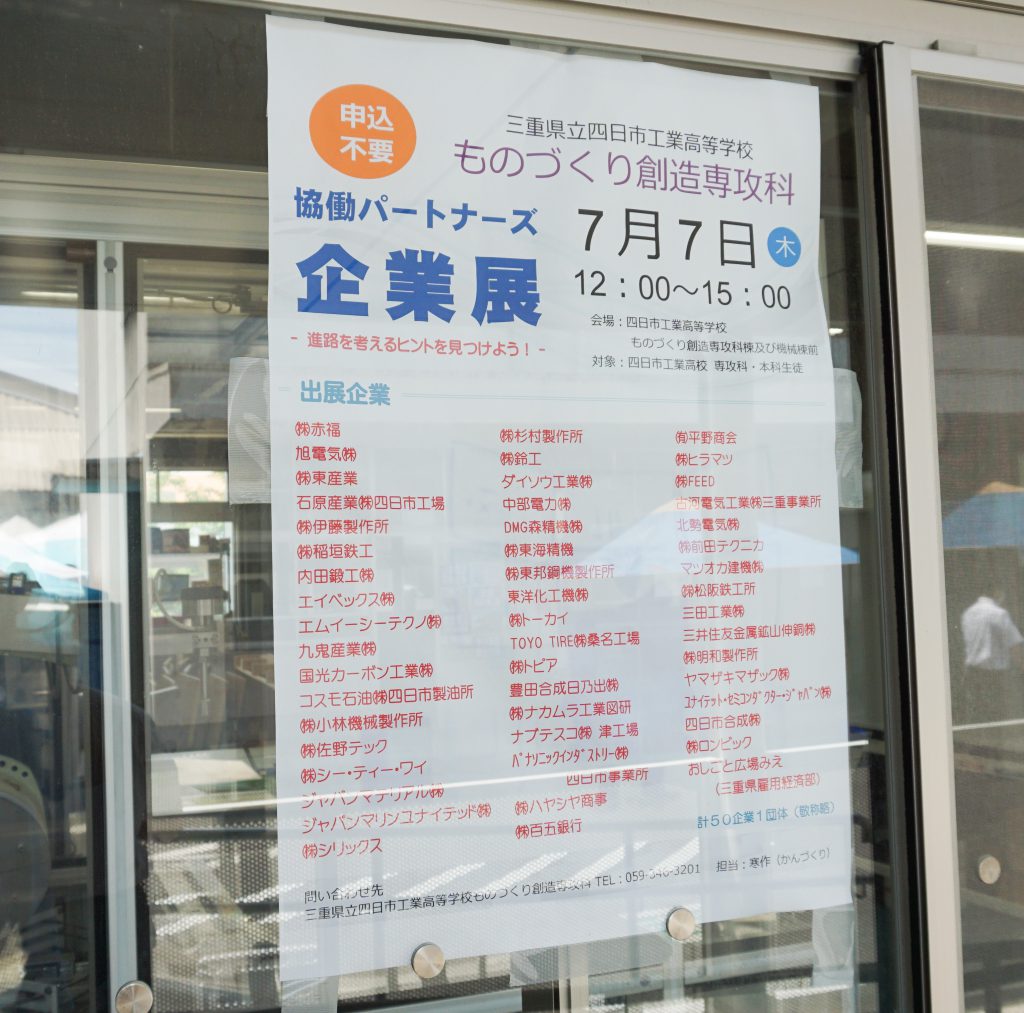 申込
不要
三重県立四日市工業高等学校
ものづくり創造専攻科
協働パートナーズ
企業展
- 進路を考えるヒントを見つけよう! -
7月7日 木
12:00〜15:00
会場:四日市工業高等学校
ものづくり創造専攻科棟及び機械棟前
対象:四日市工業高校 専攻科・本科生徒
出展企業
㈱赤福
旭電気㈱
㈱東産業
石原産業㈱四日市工場
㈱伊藤製作所
㈱稲垣鉄工
内田鍛工㈱
エイベックス㈱
エムイーシーテクノ㈱
九鬼産業㈱
国光カーボン工業㈱
コスモ石油㈱四日市製油所
㈱小林機械製作所
㈱佐野テック
㈱シー・ティー・ワイ
ジャパンマテリアル㈱
ジャパンマリンユナイテッド㈱
㈱シリックス
㈱杉村製作所
㈱鈴工
ダイソウ工業㈱
中部電力㈱
DMG森精機㈱
㈱東海精機
㈱東邦鋼機製作所
東洋化工機㈱
㈱トーカイ
TOYO TIRE㈱桑名工場
㈱トピア
豊田合成日乃出㈱
㈱ナカムラ工業図研
ナブテスコ㈱ 津工場
ﾊﾟﾅｿﾆｯｸｲﾝﾀﾞｽﾄﾘｰ㈱
四日市事業所
㈱ハヤシヤ商事
㈱百五銀行
㈲平野商会
㈱ヒラマツ
㈱FEED
古河電気工業㈱三重事業所
北勢電気㈱
㈱前田テクニカ
マツオカ建機㈱
㈱松阪鉄工所
三田工業㈱
三井住友金属鉱山伸銅㈱
㈱明和製作所
ヤマザキマザック㈱
ﾕﾅｲﾃｯﾄﾞ・ｾﾐｺﾝﾀﾞｸﾀｰ・ｼﾞｬﾊﾟﾝ㈱
四日市合成㈱
㈱ロンビック
おしごと広場みえ
(三重県雇用経済部)
計50企業1団体(敬称略)
問い合わせ先
三重県立四日市工業高等学校ものづくり創造専攻科 TEL:059-346-3201 担当:寒作(かんづくり)